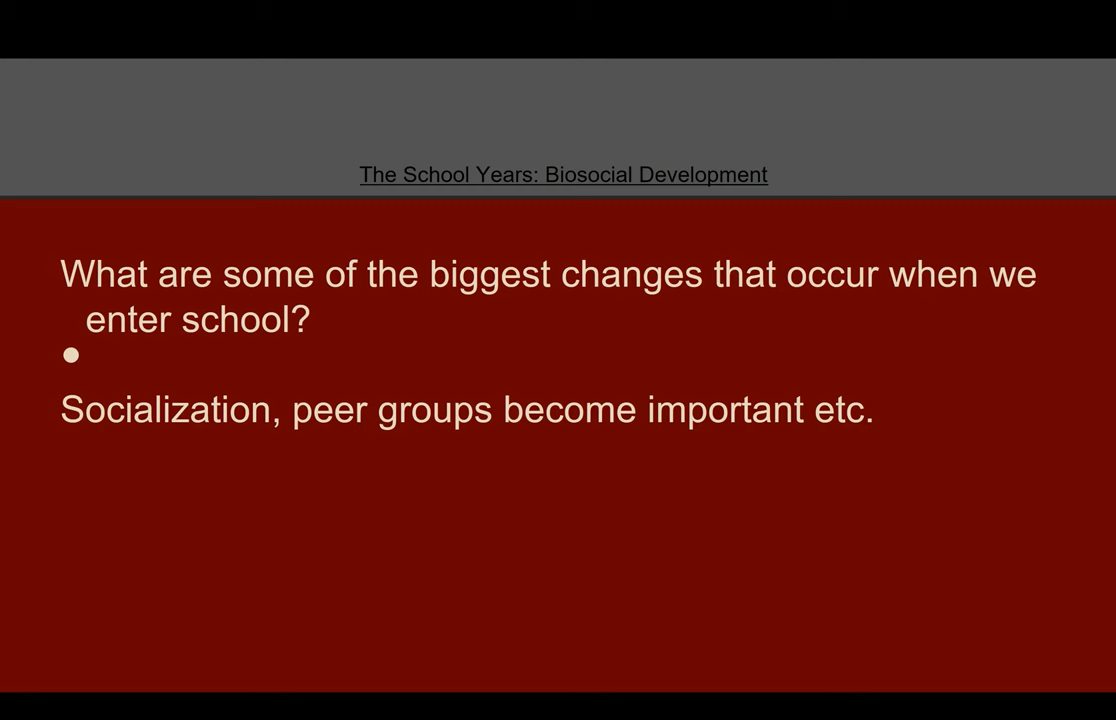 The School Years: Biosocial Development
What are some of the biggest changes that occur when we
enter school?
●
Socialization, peer groups become important etc.